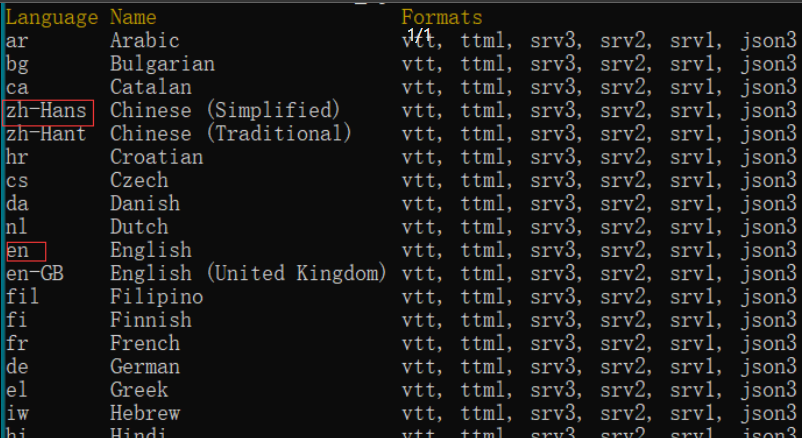 Language Name Formats
1/1
ar Arabic vtt, ttml, srv3, srv2, srv1, json3
bg Bulgarian vtt, ttml, srv3, srv2, srv1, json3
ca Catalan vtt, ttml, srv3, srv2, srv1, json3
zh-Hans Chinese (Simplified) vtt, ttml, srv3, srv2, srv1, json3
zh-Hant Chinese (Traditional) vtt, ttml, srv3, srv2, srv1, json3
hr Croatian vtt, ttml, srv3, srv2, srv1, json3
cs Czech vtt, ttml, srv3, srv2, srv1, json3
da Danish vtt, ttml, srv3, srv2, srv1, json3
nl Dutch vtt, ttml, srv3, srv2, srv1, json3
en English vtt, ttml, srv3, srv2, srv1, json3
en-GB English (United Kingdom) vtt, ttml, srv3, srv2, srv1, json3
fil Filipino vtt, ttml, srv3, srv2, srv1, json3
fi Finnish vtt, ttml, srv3, srv2, srv1, json3
fr French vtt, ttml, srv3, srv2, srv1, json3
de German vtt, ttml, srv3, srv2, srv1, json3
el Greek vtt, ttml, srv3, srv2, srv1, json3
iw Hebrew vtt, ttml, srv3, srv2, srv1, json3
hi Hindi vtt, ttml, srv3, srv2, srv1, json3